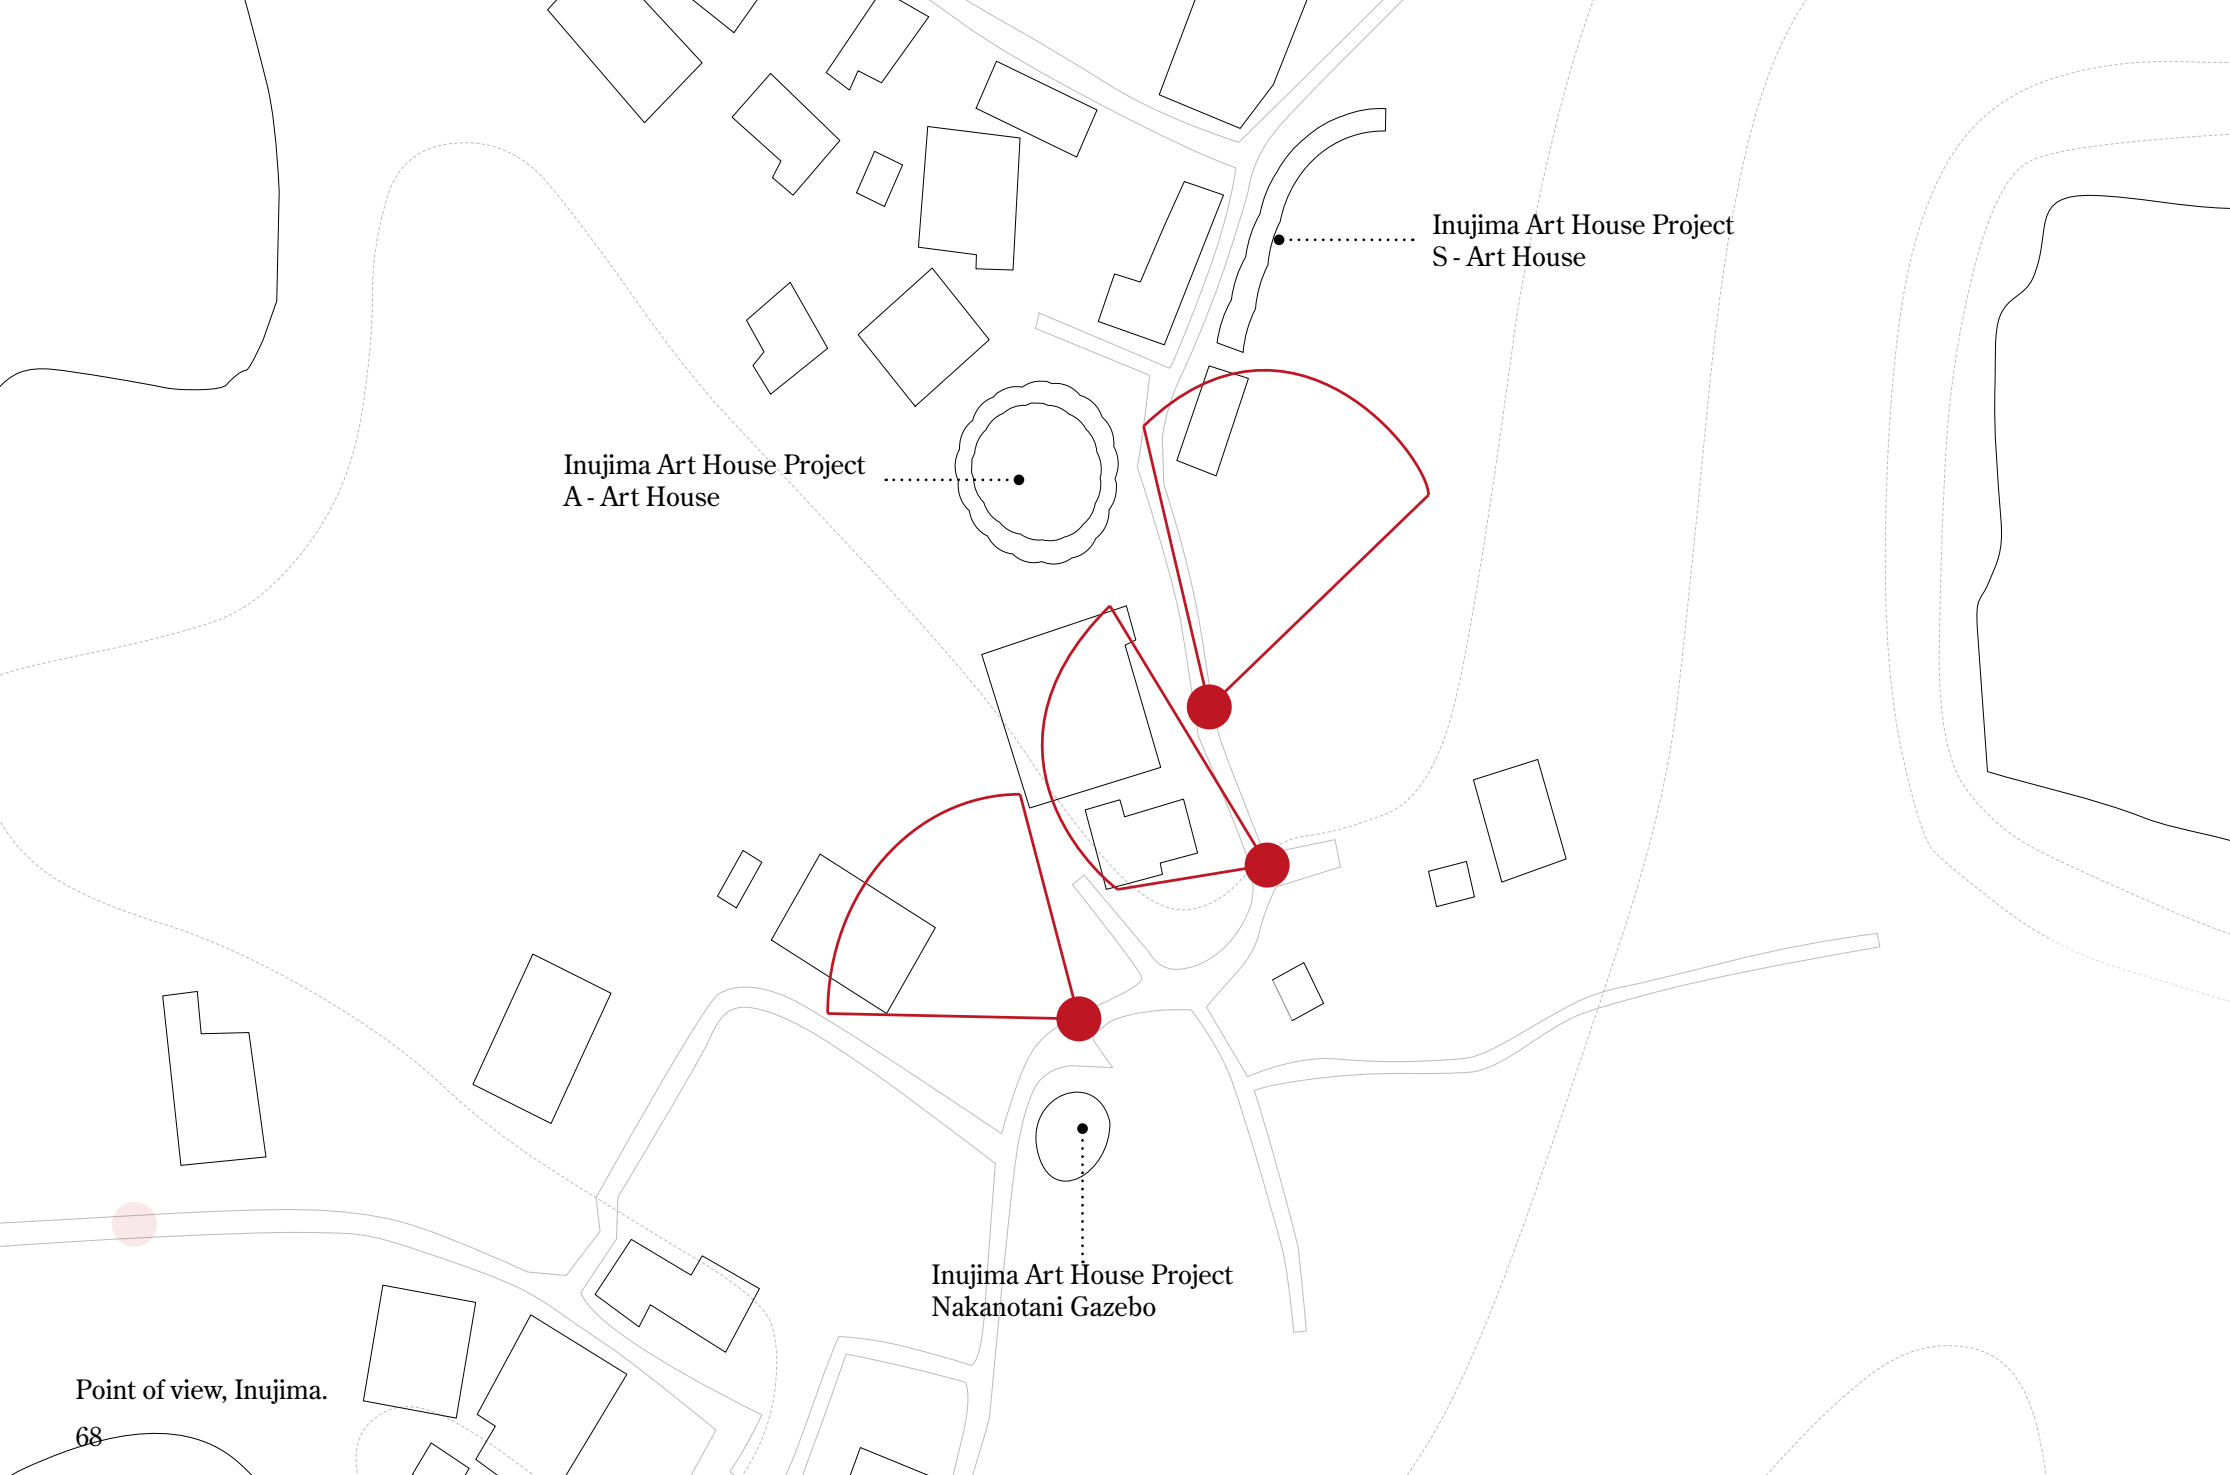 Inujima Art House Project
S - Art House
Inujima Art House Project
A - Art House
Inujima Art House Project
Nakanotani Gazebo
Point of view, Inujima.
68